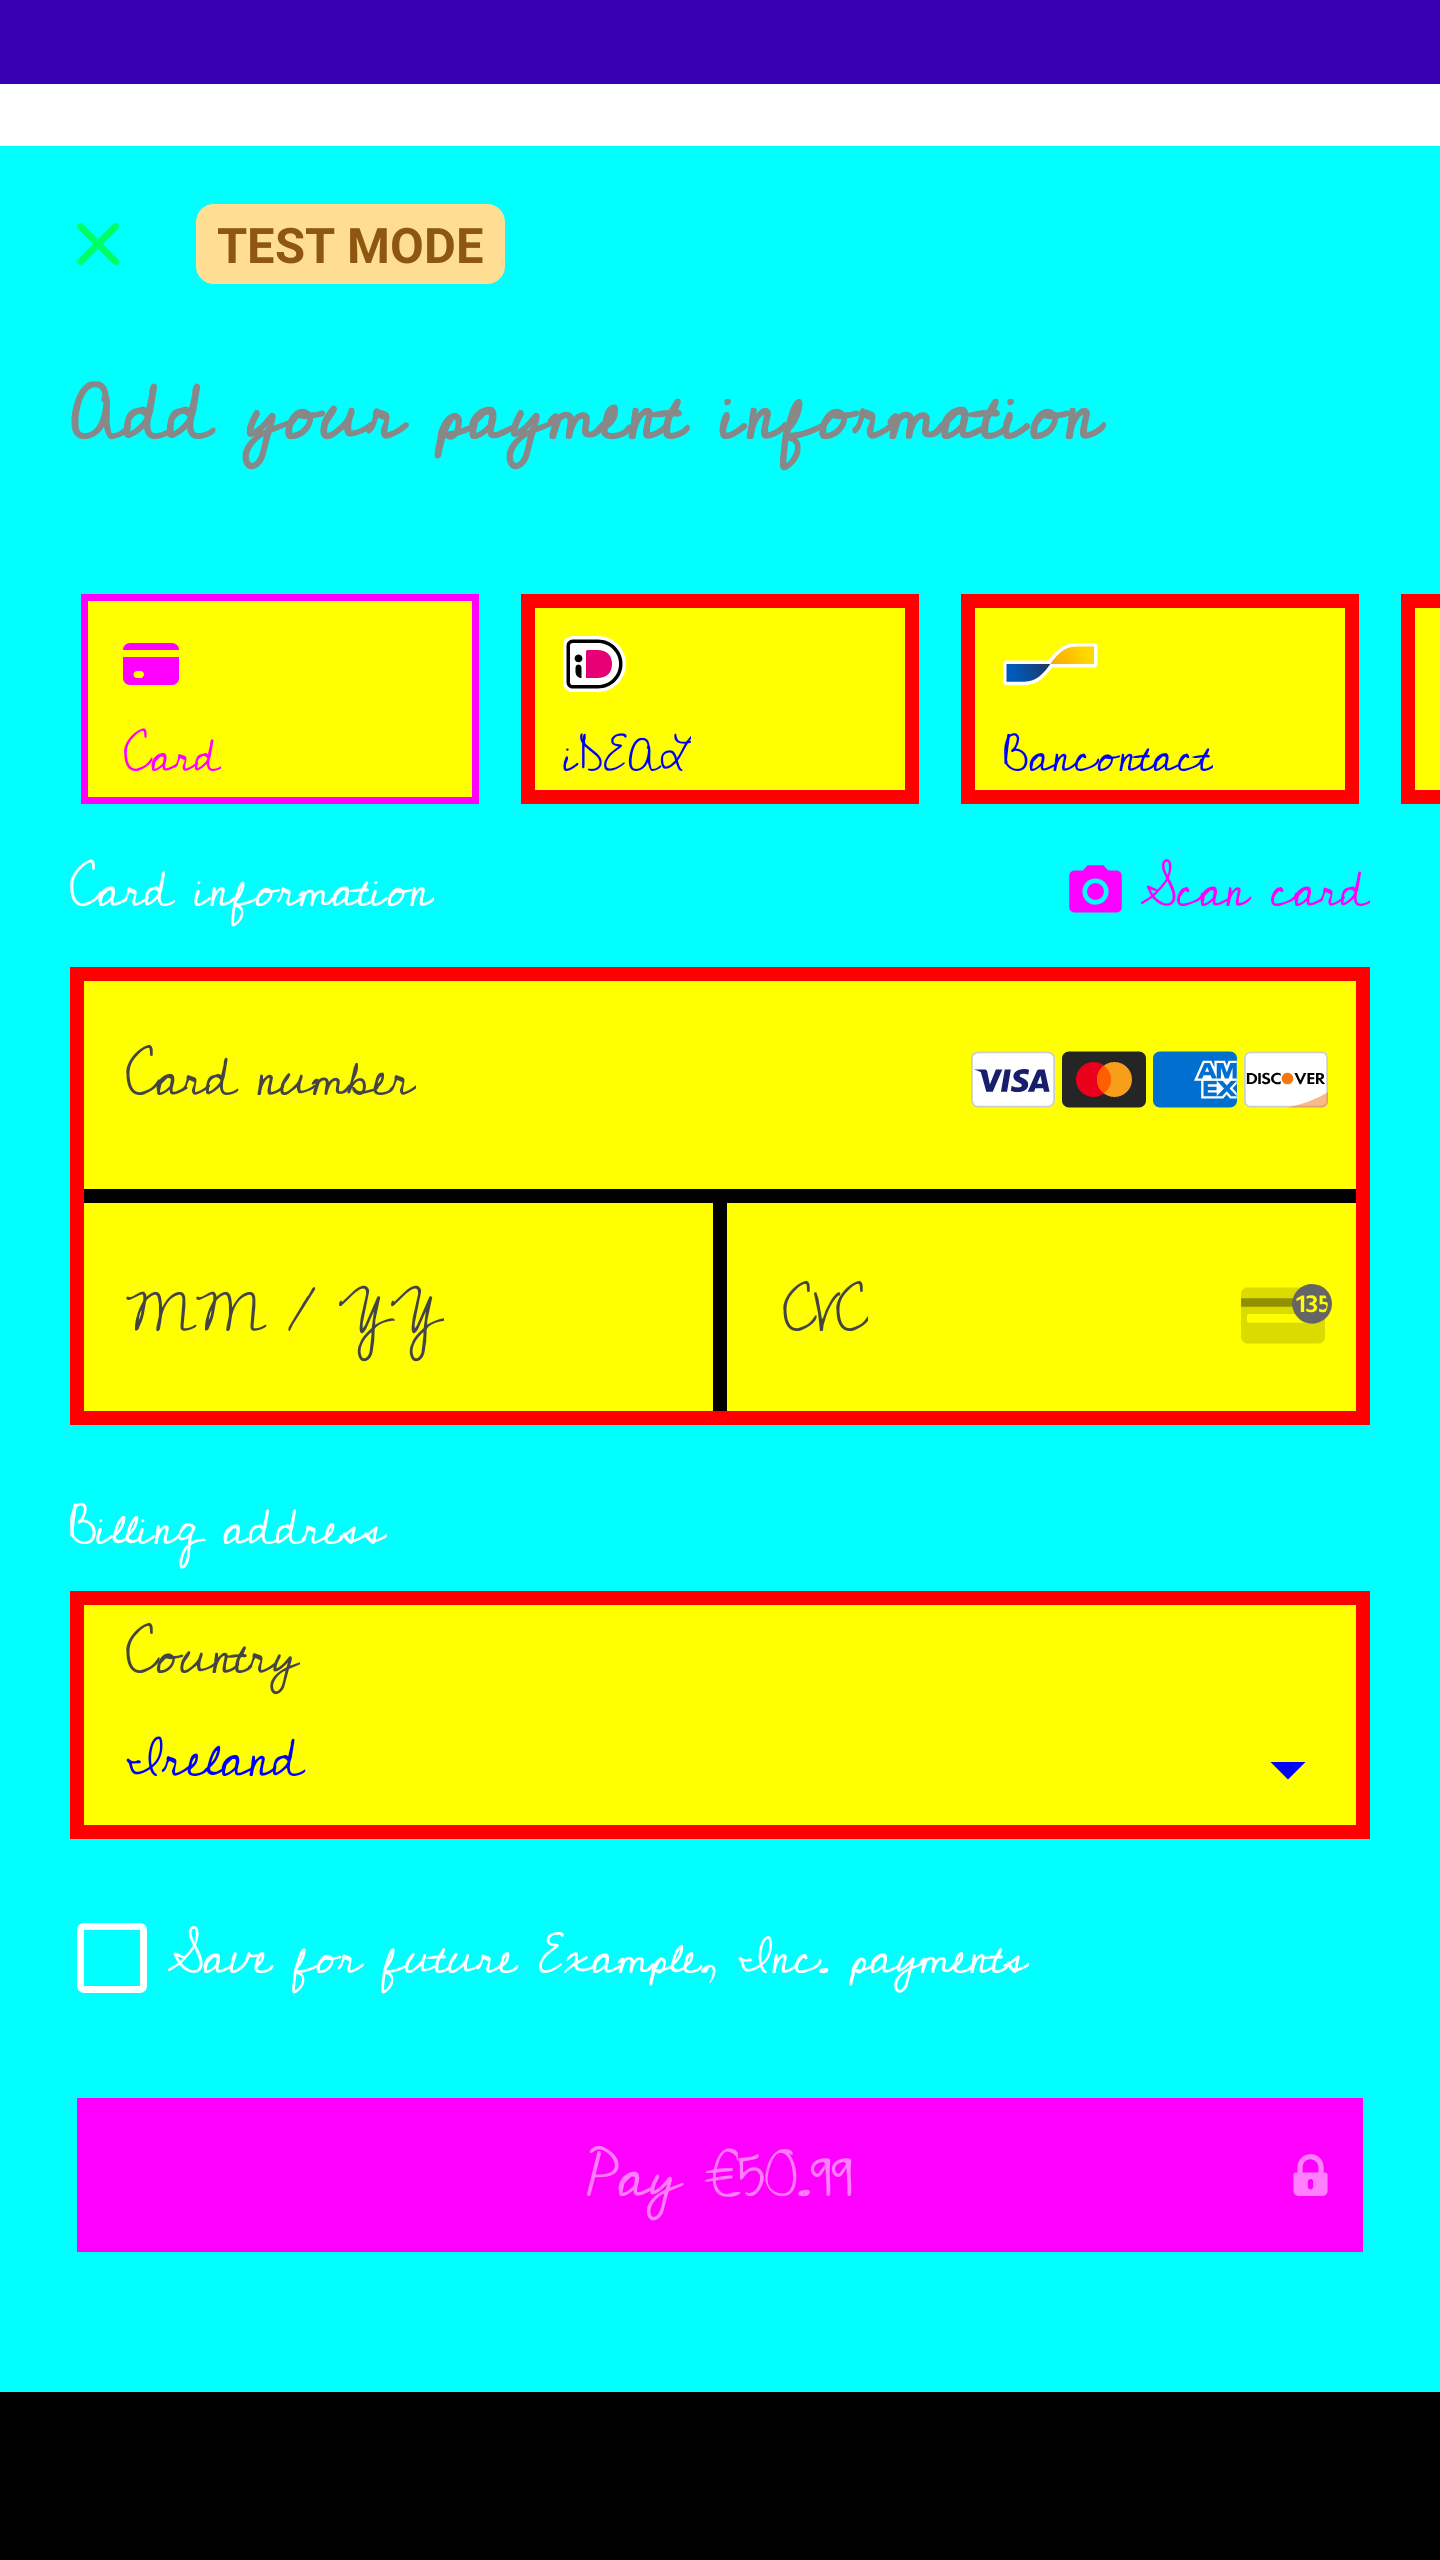 TEST MODE
Add your payment information
Card
iDEAL
Bancontact
Card information
Scan card
Card number
VISA
AM
EX
DISCOVER
MM / YY
CVC
135
Billing address
Country
Ireland
Save for future Example, Inc. payments
Pay €50.99